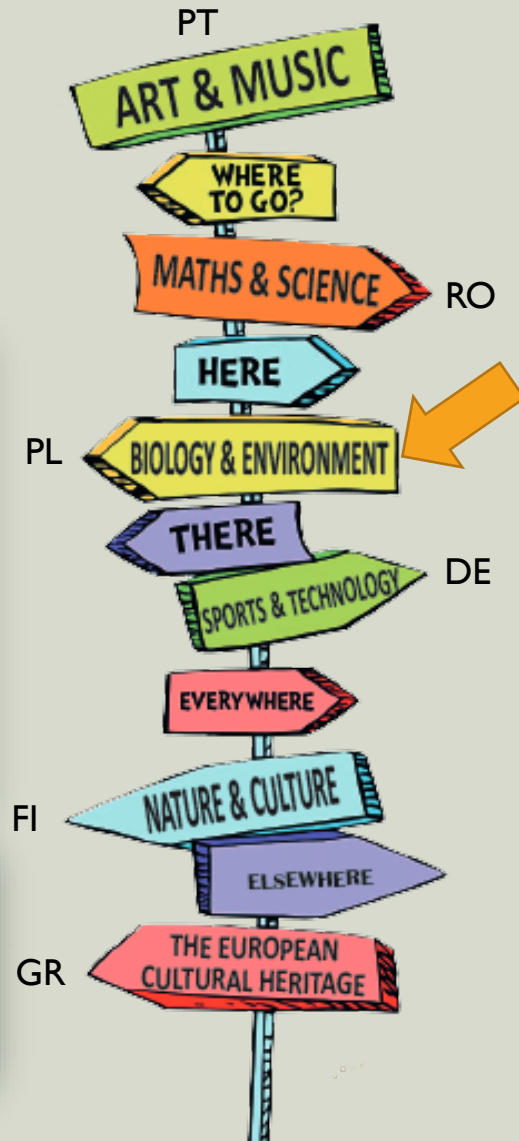 PT
ART & MUSIC
WHERE
TO GO?
MATHS & SCIENCE
RO
HERE
PL
BIOLOGY & ENVIRONMENT
THERE
DE
SPORTS & TECHNOLOGY
EVERYWHERE
FI
NATURE & CULTURE
ELSEWHERE
GR
THE EUROPEAN
CULTURAL HERITAGE